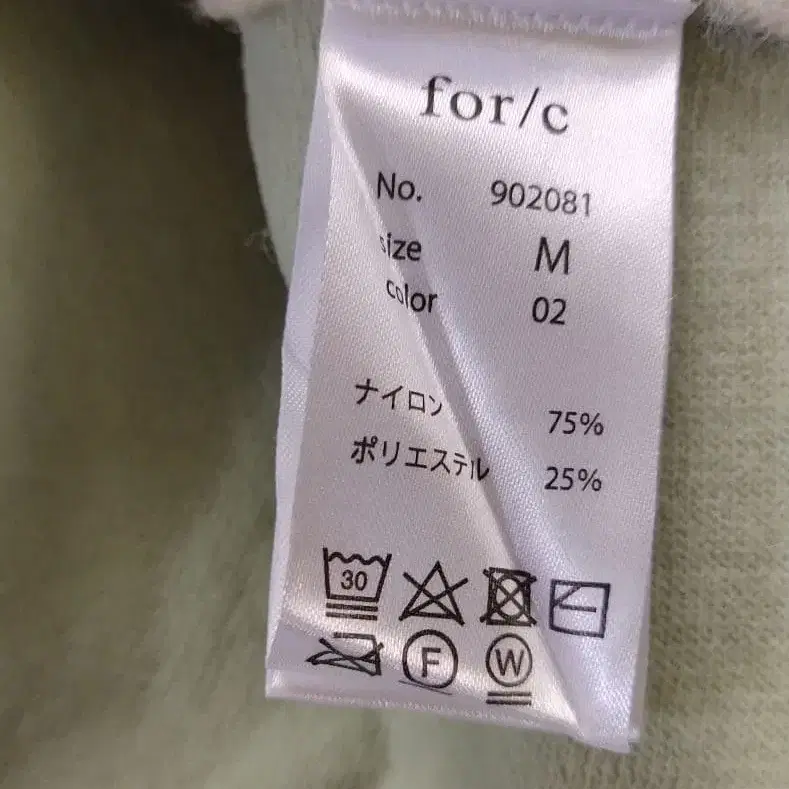 for/c
No. 902081
size M
color 02
ナイロン 75%
ポリエステル 25%
30
F
W